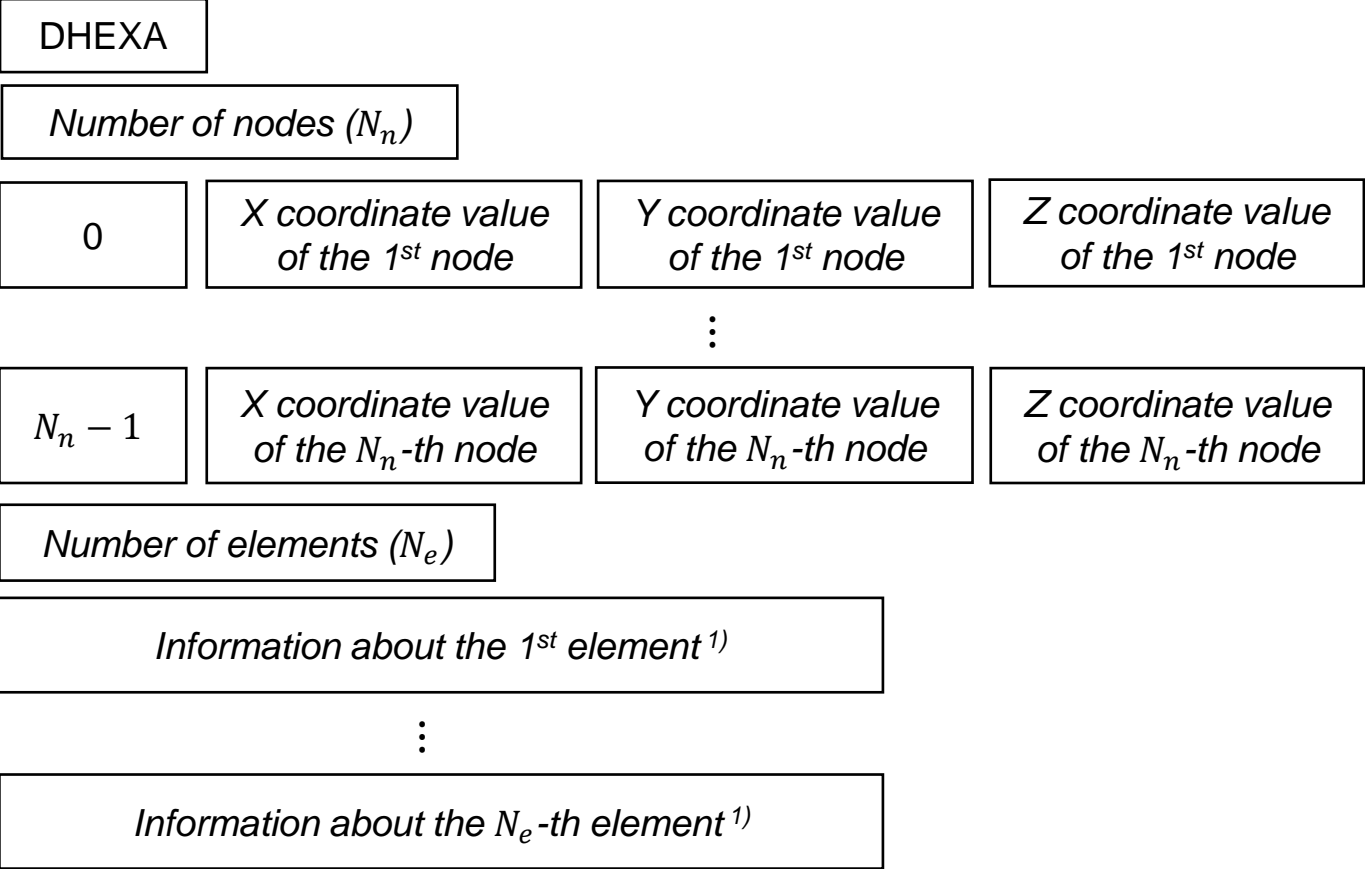 DHEXA
Number of nodes (Nₙ)
0
X coordinate value
of the 1st node
Y coordinate value
of the 1st node
Z coordinate value
of the 1st node
⋮
Nₙ − 1
X coordinate value
of the Nₙ-th node
Y coordinate value
of the Nₙ-th node
Z coordinate value
of the Nₙ-th node
Number of elements (Nₑ)
Information about the 1st element 1)
⋮
Information about the Nₑ-th element 1)